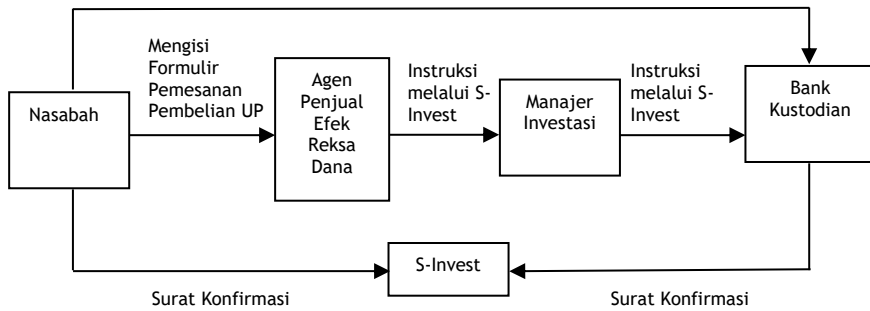 Mengisi
Formulir
Pemesanan
Pembelian UP
Nasabah
Agen
Penjual
Efek
Reksa
Dana
Instruksi
melalui S-
Invest
Manajer
Investasi
Instruksi
melalui S-
Invest
Bank
Kustodian
S-Invest
Surat Konfirmasi
Surat Konfirmasi